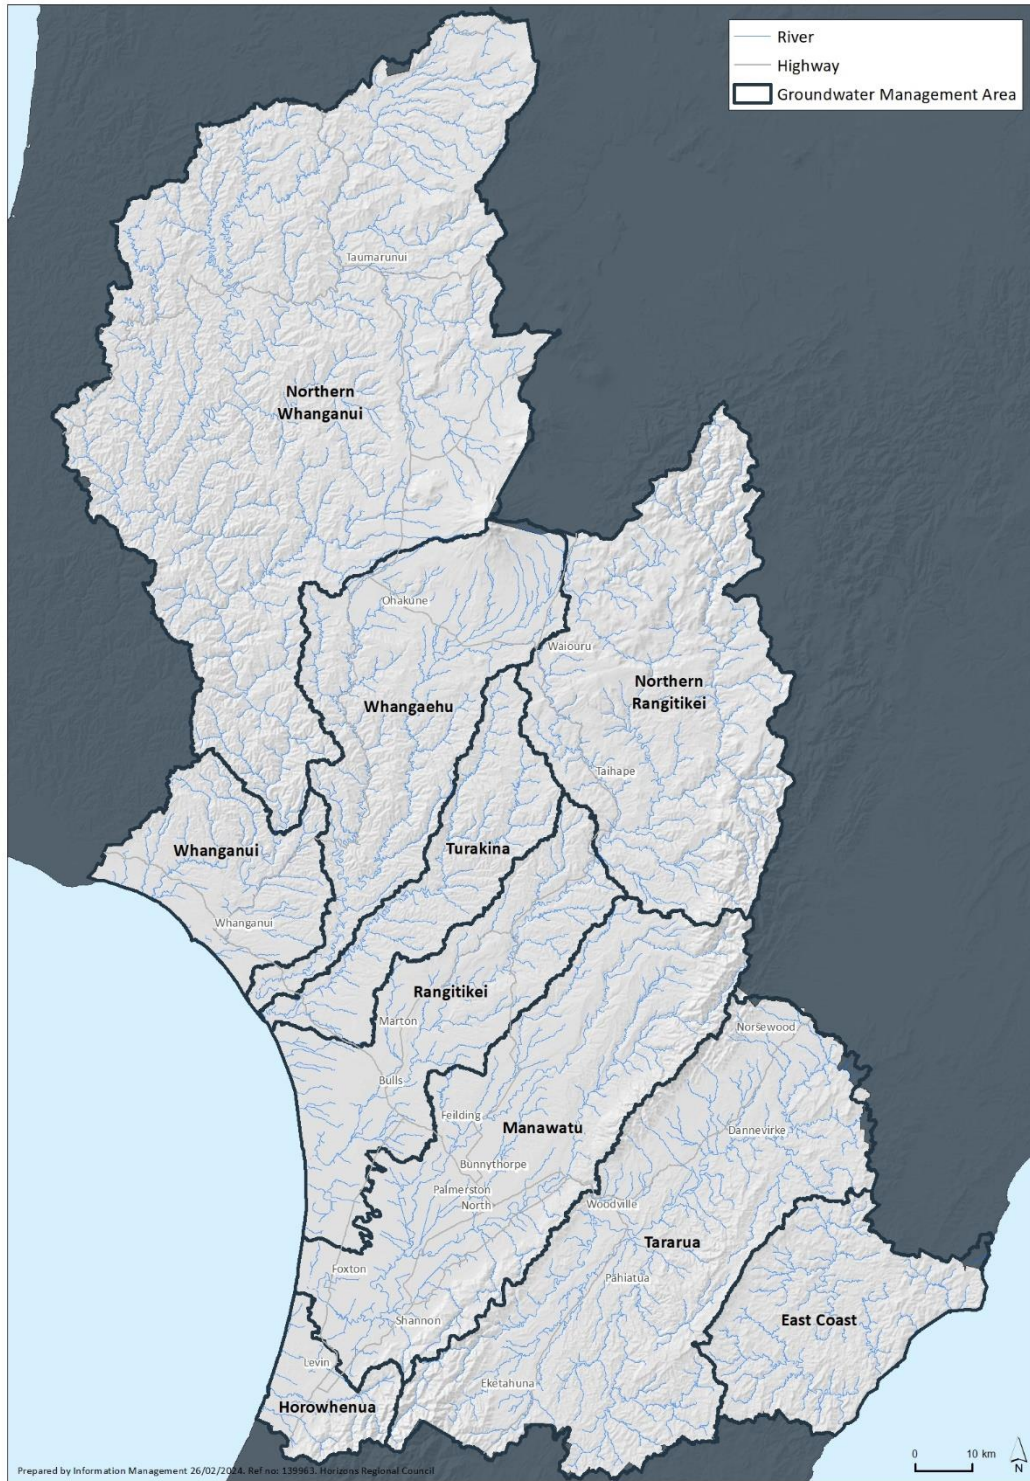 River
Highway
Groundwater Management Area
Taumarunui
Northern
Whanganui
Ohakune
Waiouru
Northern
Rangitikei
Whangaehu
Taihape
Whanganui
Turakina
Whanganui
Rangitikei
Marton
Norsewood
Bulls
Feilding
Manawatu
Dannevirke
Bunnythorpe
Palmerston
North
Woodville
Tararua
Foxton
Pahiatua
Shannon
East Coast
Levin
Eketahuna
Horowhenua
0 10 km
N
Prepared by Information Management 26/02/2024. Ref no: 139963. Horizons Regional Council